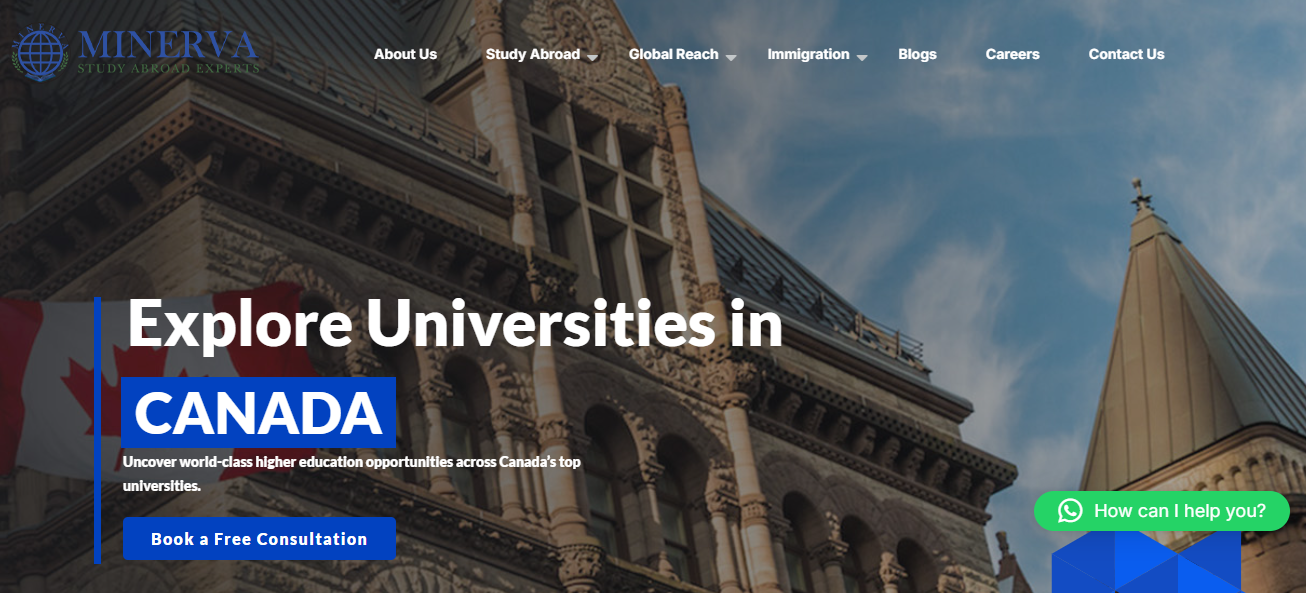 MINERVA
STUDY ABROAD EXPERTS
About Us
Study Abroad
Global Reach
Immigration
Blogs
Careers
Contact Us
Explore Universities in
CANADA
Uncover world-class higher education opportunities across Canada’s top
universities.
Book a Free Consultation
How can I help you?